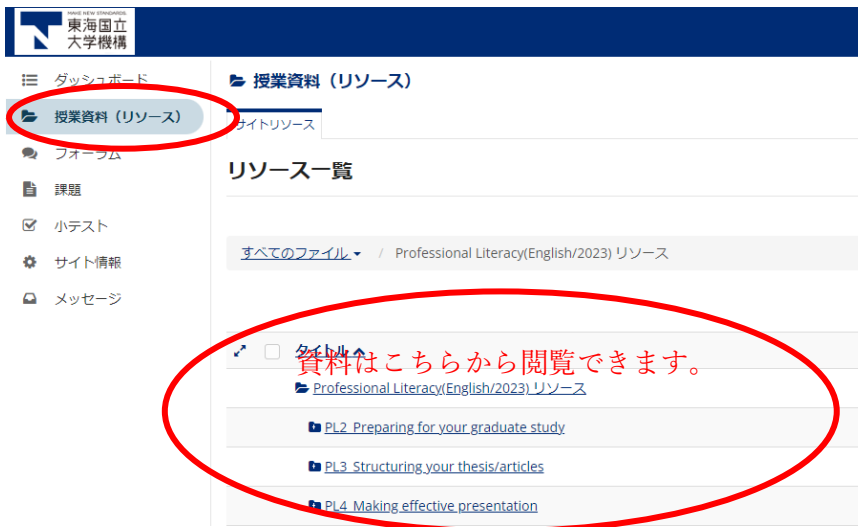 MAKE NEW STANDARDS.
東海国立
大学機構
ダッシュボード
授業資料（リソース）
フォーラム
課題
小テスト
サイト情報
メッセージ
授業資料（リソース）
サイトリソース
リソース一覧
すべてのファイル / Professional Literacy(English/2023) リソース
タイトル
資料はこちらから閲覧できます。
Professional Literacy(English/2023) リソース
PL2 Preparing for your graduate study
PL3 Structuring your thesis/articles
PL4 Making effective presentation